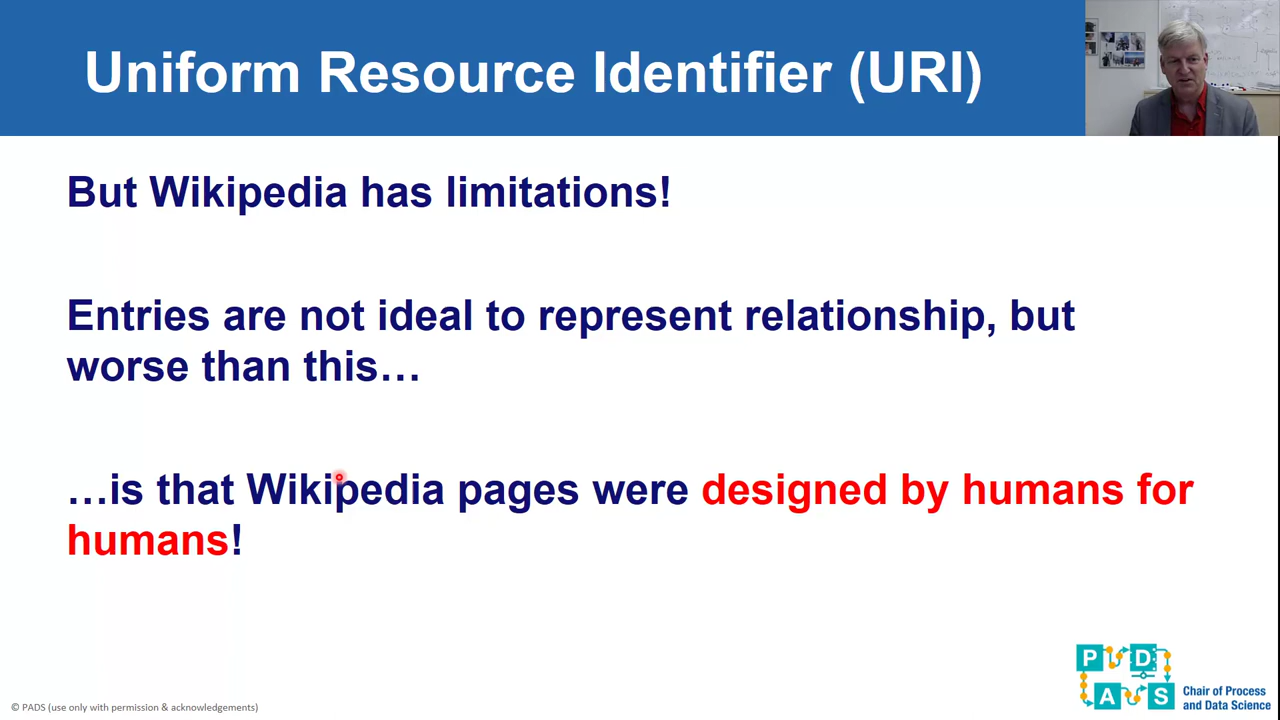 Uniform Resource Identifier (URI)
But Wikipedia has limitations!
Entries are not ideal to represent relationship, but
worse than this…
…is that Wikipedia pages were designed by humans for
humans!
P D
A S
Chair of Process
and Data Science
© PADS (use only with permission & acknowledgements)